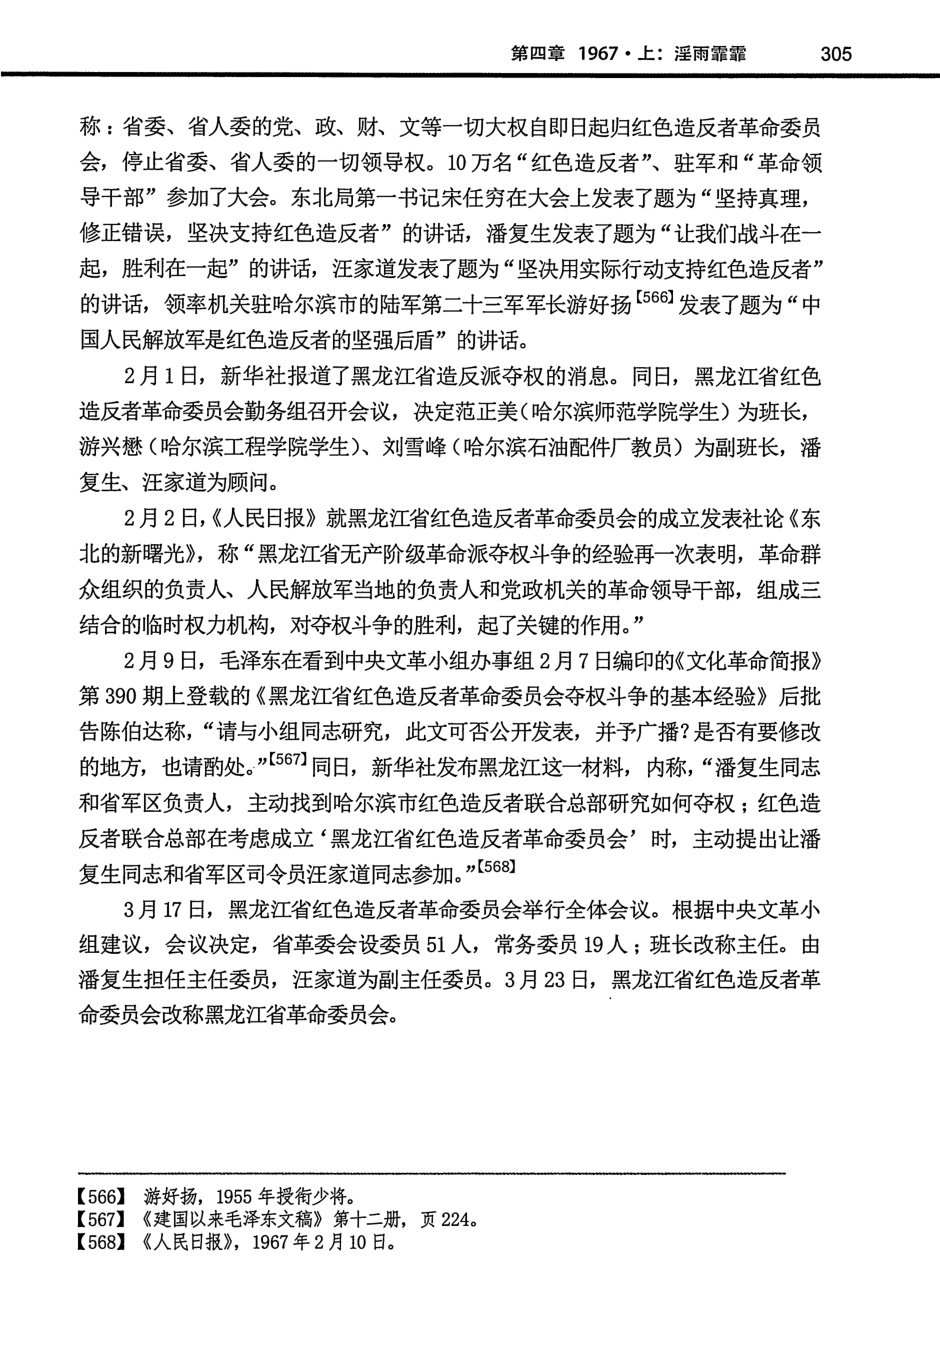 第四章 1967·上：淫雨霏霏 305
称：省委、省人委的党、政、财、文等一切大权自即日起归红色造反者革命委员
会，停止省委、省人委的一切领导权。10万名“红色造反者”、驻军和“革命领
导干部”参加了大会。东北局第一书记宋任穷在大会上发表了题为“坚持真理，
修正错误，坚决支持红色造反者”的讲话，潘复生发表了题为“让我们战斗在一
起，胜利在一起”的讲话，汪家道发表了题为“坚决用实际行动支持红色造反者”
的讲话，领率机关驻哈尔滨市的陆军第二十三军军长游好扬【566】发表了题为“中
国人民解放军是红色造反者的坚强后盾”的讲话。
2月1日，新华社报道了黑龙江省造反派夺权的消息。同日，黑龙江省红色
造反者革命委员会勤务组召开会议，决定范正美（哈尔滨师范学院学生）为班长，
游兴懋（哈尔滨工程学院学生）、刘雪峰（哈尔滨石油配件厂教员）为副班长，潘
复生、汪家道为顾问。
2月2日，《人民日报》就黑龙江省红色造反者革命委员会的成立发表社论《东
北的新曙光》，称“黑龙江省无产阶级革命派夺权斗争的经验再一次表明，革命群
众组织的负责人、人民解放军当地的负责人和党政机关的革命领导干部，组成三
结合的临时权力机构，对夺权斗争的胜利，起了关键的作用。”
2月9日，毛泽东在看到中央文革小组办事组2月7日编印的《文化革命简报》
第390期上登载的《黑龙江省红色造反者革命委员会夺权斗争的基本经验》后批
告陈伯达称，“请与小组同志研究，此文可否公开发表，并予广播？是否有要修改
的地方，也请酌处。”【567】同日，新华社发布黑龙江这一材料，内称，“潘复生同志
和省军区负责人，主动找到哈尔滨市红色造反者联合总部研究如何夺权；红色造
反者联合总部在考虑成立‘黑龙江省红色造反者革命委员会’时，主动提出让潘
复生同志和省军区司令员汪家道同志参加。”【568】
3月17日，黑龙江省红色造反者革命委员会举行全体会议。根据中央文革小
组建议，会议决定，省革委会设委员51人，常务委员19人；班长改称主任。由
潘复生担任主任委员，汪家道为副主任委员。3月23日，黑龙江省红色造反者革
命委员会改称黑龙江省革命委员会。
【566】 游好扬，1955年授衔少将。
【567】《建国以来毛泽东文稿》第十二册，页224。
【568】《人民日报》，1967年2月10日。